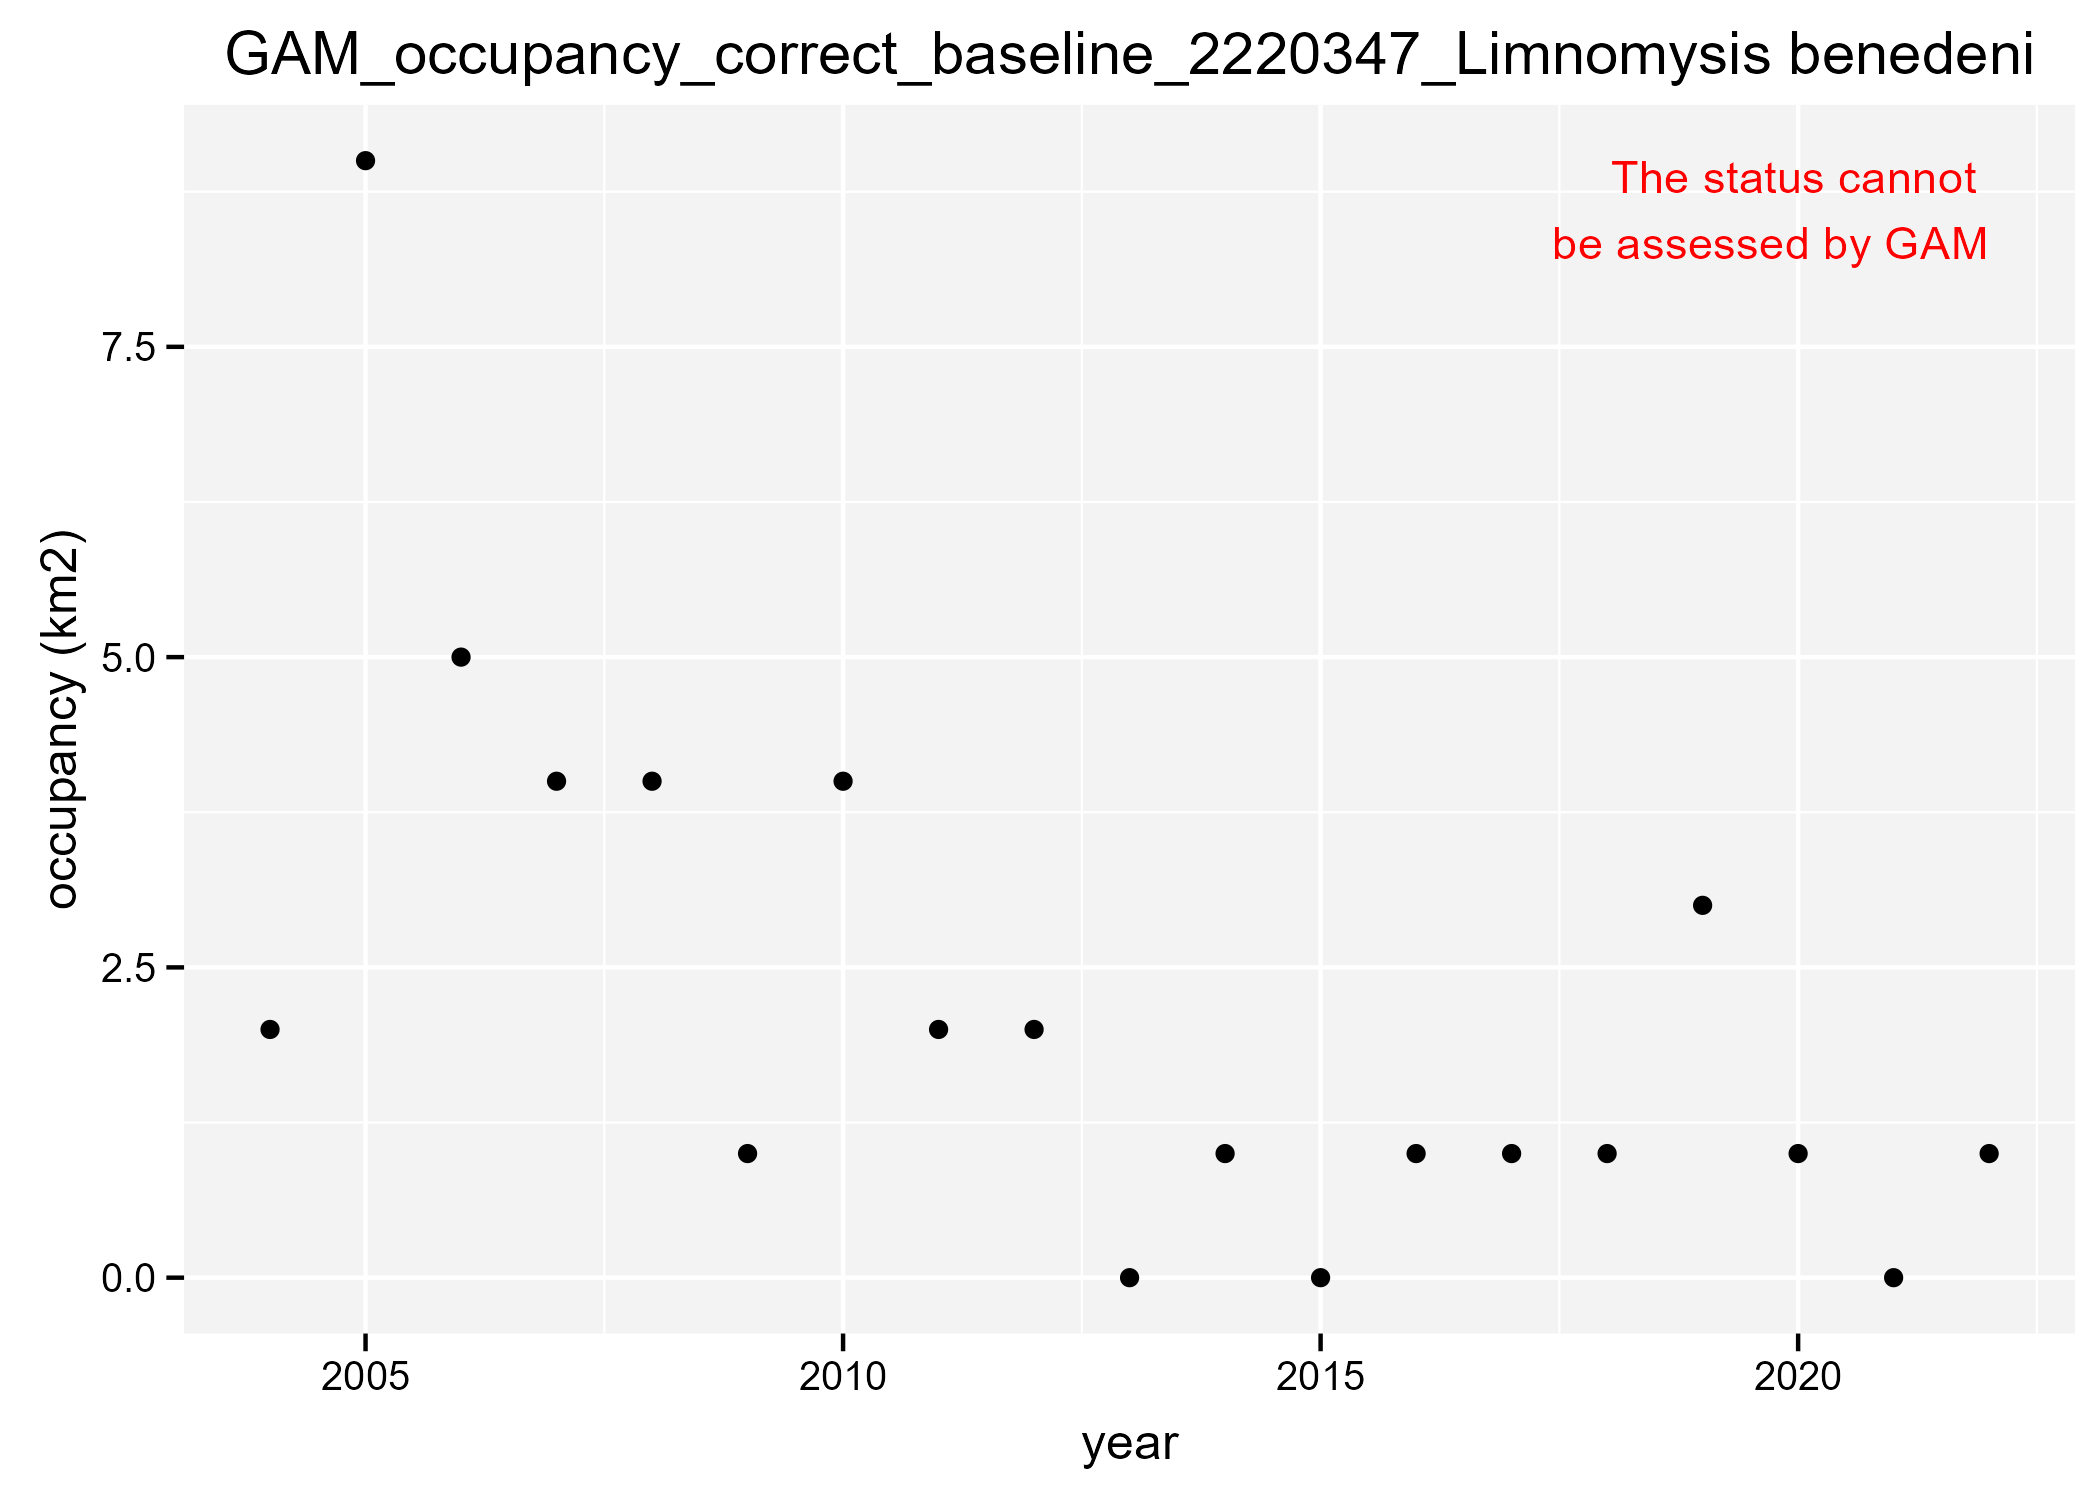 GAM_occupancy_correct_baseline_2220347_Limnomysis benedeni
The status cannot
be assessed by GAM
7.5
5.0
2.5
0.0
occupancy (km2)
2005 2010 2015 2020
year